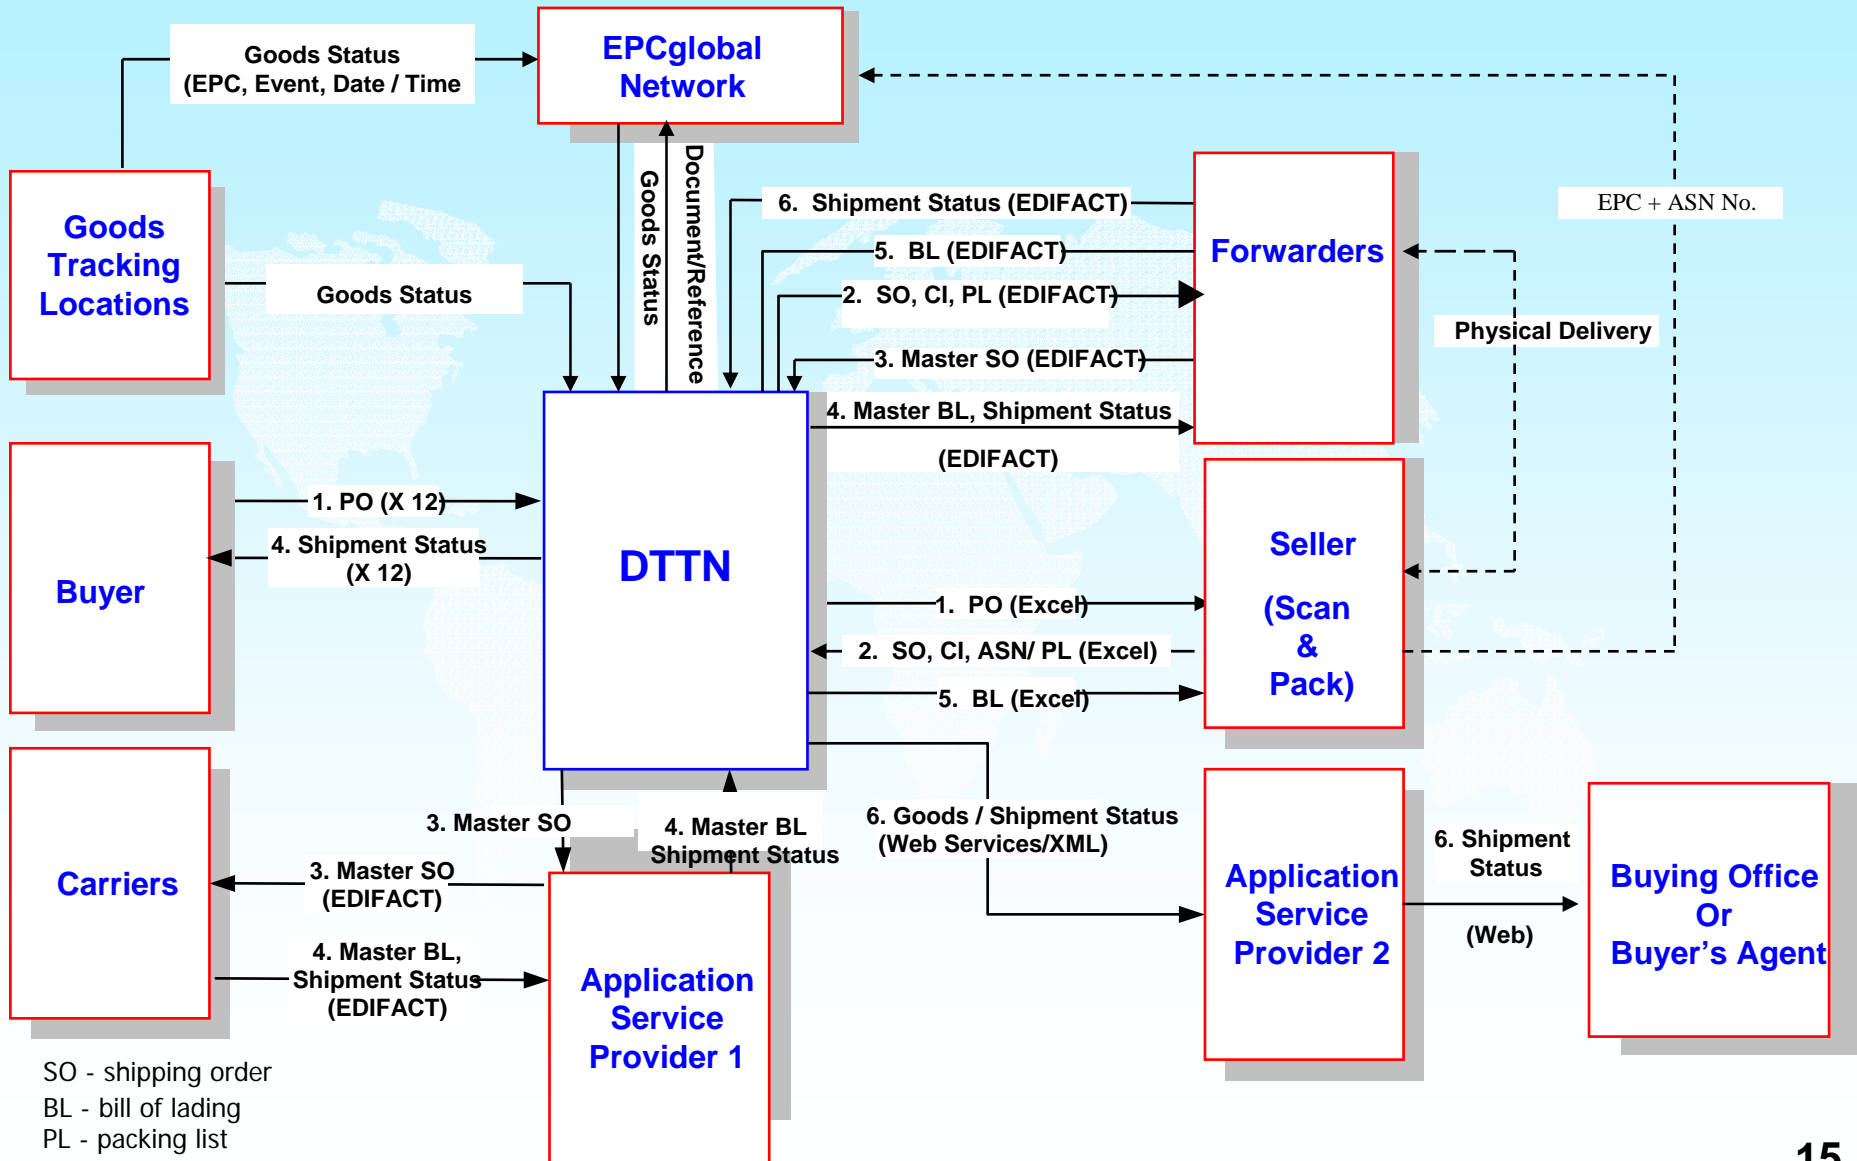 Goods Status
(EPC, Event, Date / Time
EPCglobal
Network
Goods
Tracking
Locations
Goods Status
Goods Status
Document/Reference
6. Shipment Status (EDIFACT)
5. BL (EDIFACT)
2. SO, CI, PL (EDIFACT)
3. Master SO (EDIFACT)
4. Master BL, Shipment Status
(EDIFACT)
Forwarders
EPC + ASN No.
Physical Delivery
Buyer
1. PO (X 12)
4. Shipment Status
(X 12)
DTTN
1. PO (Excel)
2. SO, CI, ASN/ PL (Excel)
5. BL (Excel)
Seller
(Scan
&
Pack)
Carriers
3. Master SO
4. Master BL
Shipment Status
3. Master SO
(EDIFACT)
4. Master BL,
Shipment Status
(EDIFACT)
Application
Service
Provider 1
6. Goods / Shipment Status
(Web Services/XML)
Application
Service
Provider 2
6. Shipment
Status
(Web)
Buying Office
Or
Buyer's Agent
SO - shipping order
BL - bill of lading
PL - packing list
15